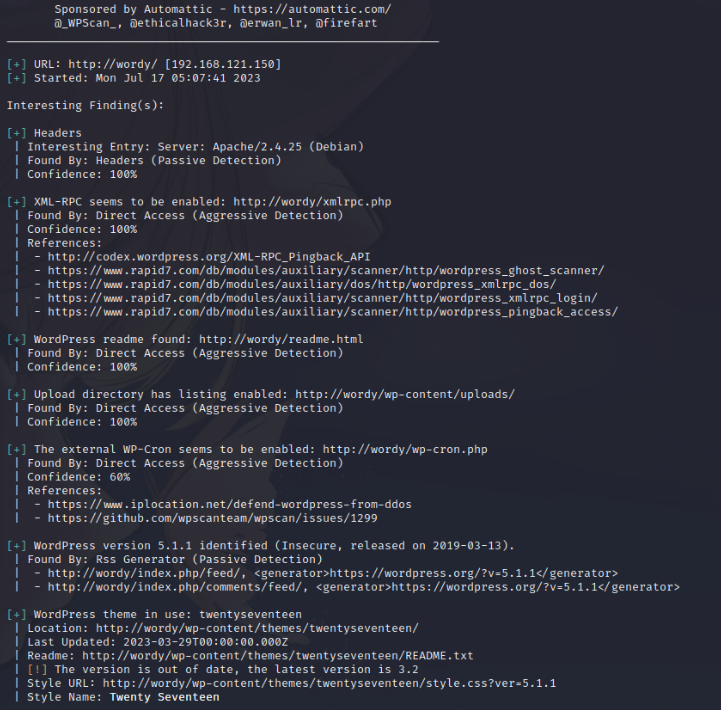 Sponsored by Automattic - https://automattic.com/
@_WPScan_, @ethicalhack3r, @erwan_lr, @firefart
_______________________________________________________________
[+] URL: http://wordy/ [192.168.121.150]
[+] Started: Mon Jul 17 05:07:41 2023
Interesting Finding(s):
[+] Headers
| Interesting Entry: Server: Apache/2.4.25 (Debian)
| Found By: Headers (Passive Detection)
| Confidence: 100%
[+] XML-RPC seems to be enabled: http://wordy/xmlrpc.php
| Found By: Direct Access (Aggressive Detection)
| Confidence: 100%
| References:
|  - http://codex.wordpress.org/XML-RPC_Pingback_API
|  - https://www.rapid7.com/db/modules/auxiliary/scanner/http/wordpress_ghost_scanner/
|  - https://www.rapid7.com/db/modules/auxiliary/dos/http/wordpress_xmlrpc_dos/
|  - https://www.rapid7.com/db/modules/auxiliary/scanner/http/wordpress_xmlrpc_login/
|  - https://www.rapid7.com/db/modules/auxiliary/scanner/http/wordpress_pingback_access/
[+] WordPress readme found: http://wordy/readme.html
| Found By: Direct Access (Aggressive Detection)
| Confidence: 100%
[+] Upload directory has listing enabled: http://wordy/wp-content/uploads/
| Found By: Direct Access (Aggressive Detection)
| Confidence: 100%
[+] The external WP-Cron seems to be enabled: http://wordy/wp-cron.php
| Found By: Direct Access (Aggressive Detection)
| Confidence: 60%
| References:
|  - https://www.iplocation.net/defend-wordpress-from-ddos
|  - https://github.com/wpscanteam/wpscan/issues/1299
[+] WordPress version 5.1.1 identified (Insecure, released on 2019-03-13).
| Found By: Rss Generator (Passive Detection)
|  - http://wordy/index.php/feed/, <generator>https://wordpress.org/?v=5.1.1</generator>
|  - http://wordy/index.php/comments/feed/, <generator>https://wordpress.org/?v=5.1.1</generator>
[+] WordPress theme in use: twentyseventeen
| Location: http://wordy/wp-content/themes/twentyseventeen/
| Last Updated: 2023-03-29T00:00:00.000Z
| Readme: http://wordy/wp-content/themes/twentyseventeen/README.txt
| [!] The version is out of date, the latest version is 3.2
| Style URL: http://wordy/wp-content/themes/twentyseventeen/style.css?ver=5.1.1
| Style Name: Twenty Seventeen